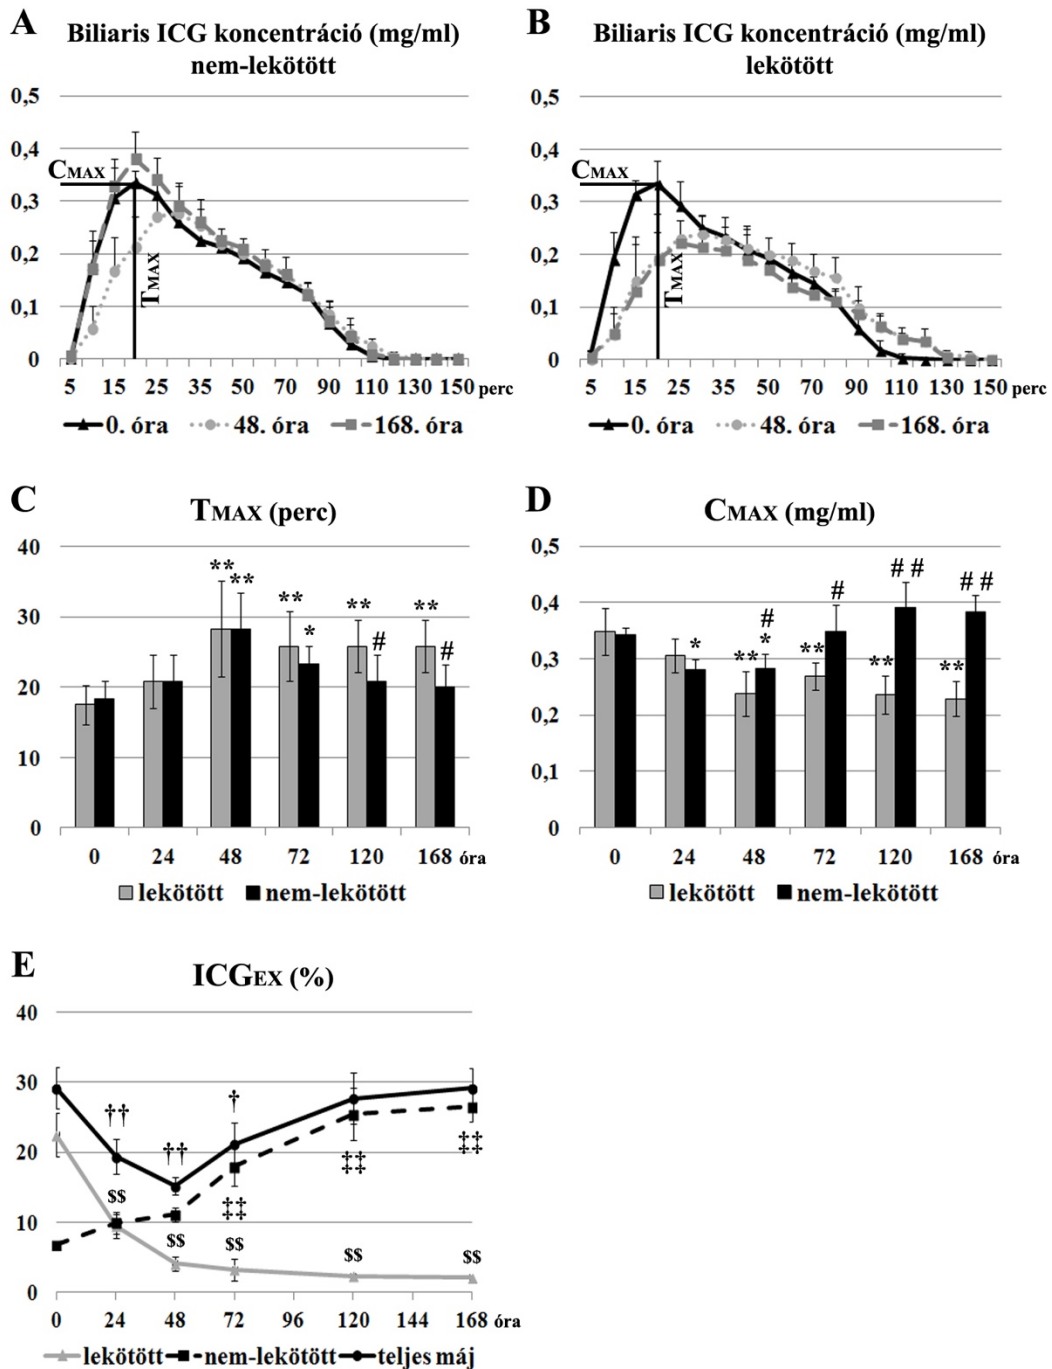 A
Biliaris ICG koncentráció (mg/ml)
nem-lekötött
0,5
0,4
CMAX
0,3
0,2
TMAX
0,1
0
5 15 25 35 50 70 90 110 130 150 perc
0. óra 48. óra 168. óra
B
Biliaris ICG koncentráció (mg/ml)
lekötött
0,5
0,4
CMAX
0,3
0,2
TMAX
0,1
0
5 15 25 35 50 70 90 110 130 150 perc
0. óra 48. óra 168. óra
C
TMAX (perc)
40
** ** ** * ** # ** #
30
20
10
0
0 24 48 72 120 168 óra
lekötött nem-lekötött
D
CMAX (mg/ml)
0,5
# # # #
# #
0,4
* ** * ** ** **
0,3
0,2
0,1
0
0 24 48 72 120 168 óra
lekötött nem-lekötött
E
ICGEX (%)
40
30
†† †† †
20
‡‡ ‡‡ ‡‡
$$ $$ $$ $$ $$
10
0
0 24 48 72 96 120 144 168 óra
lekötött nem-lekötött teljes máj